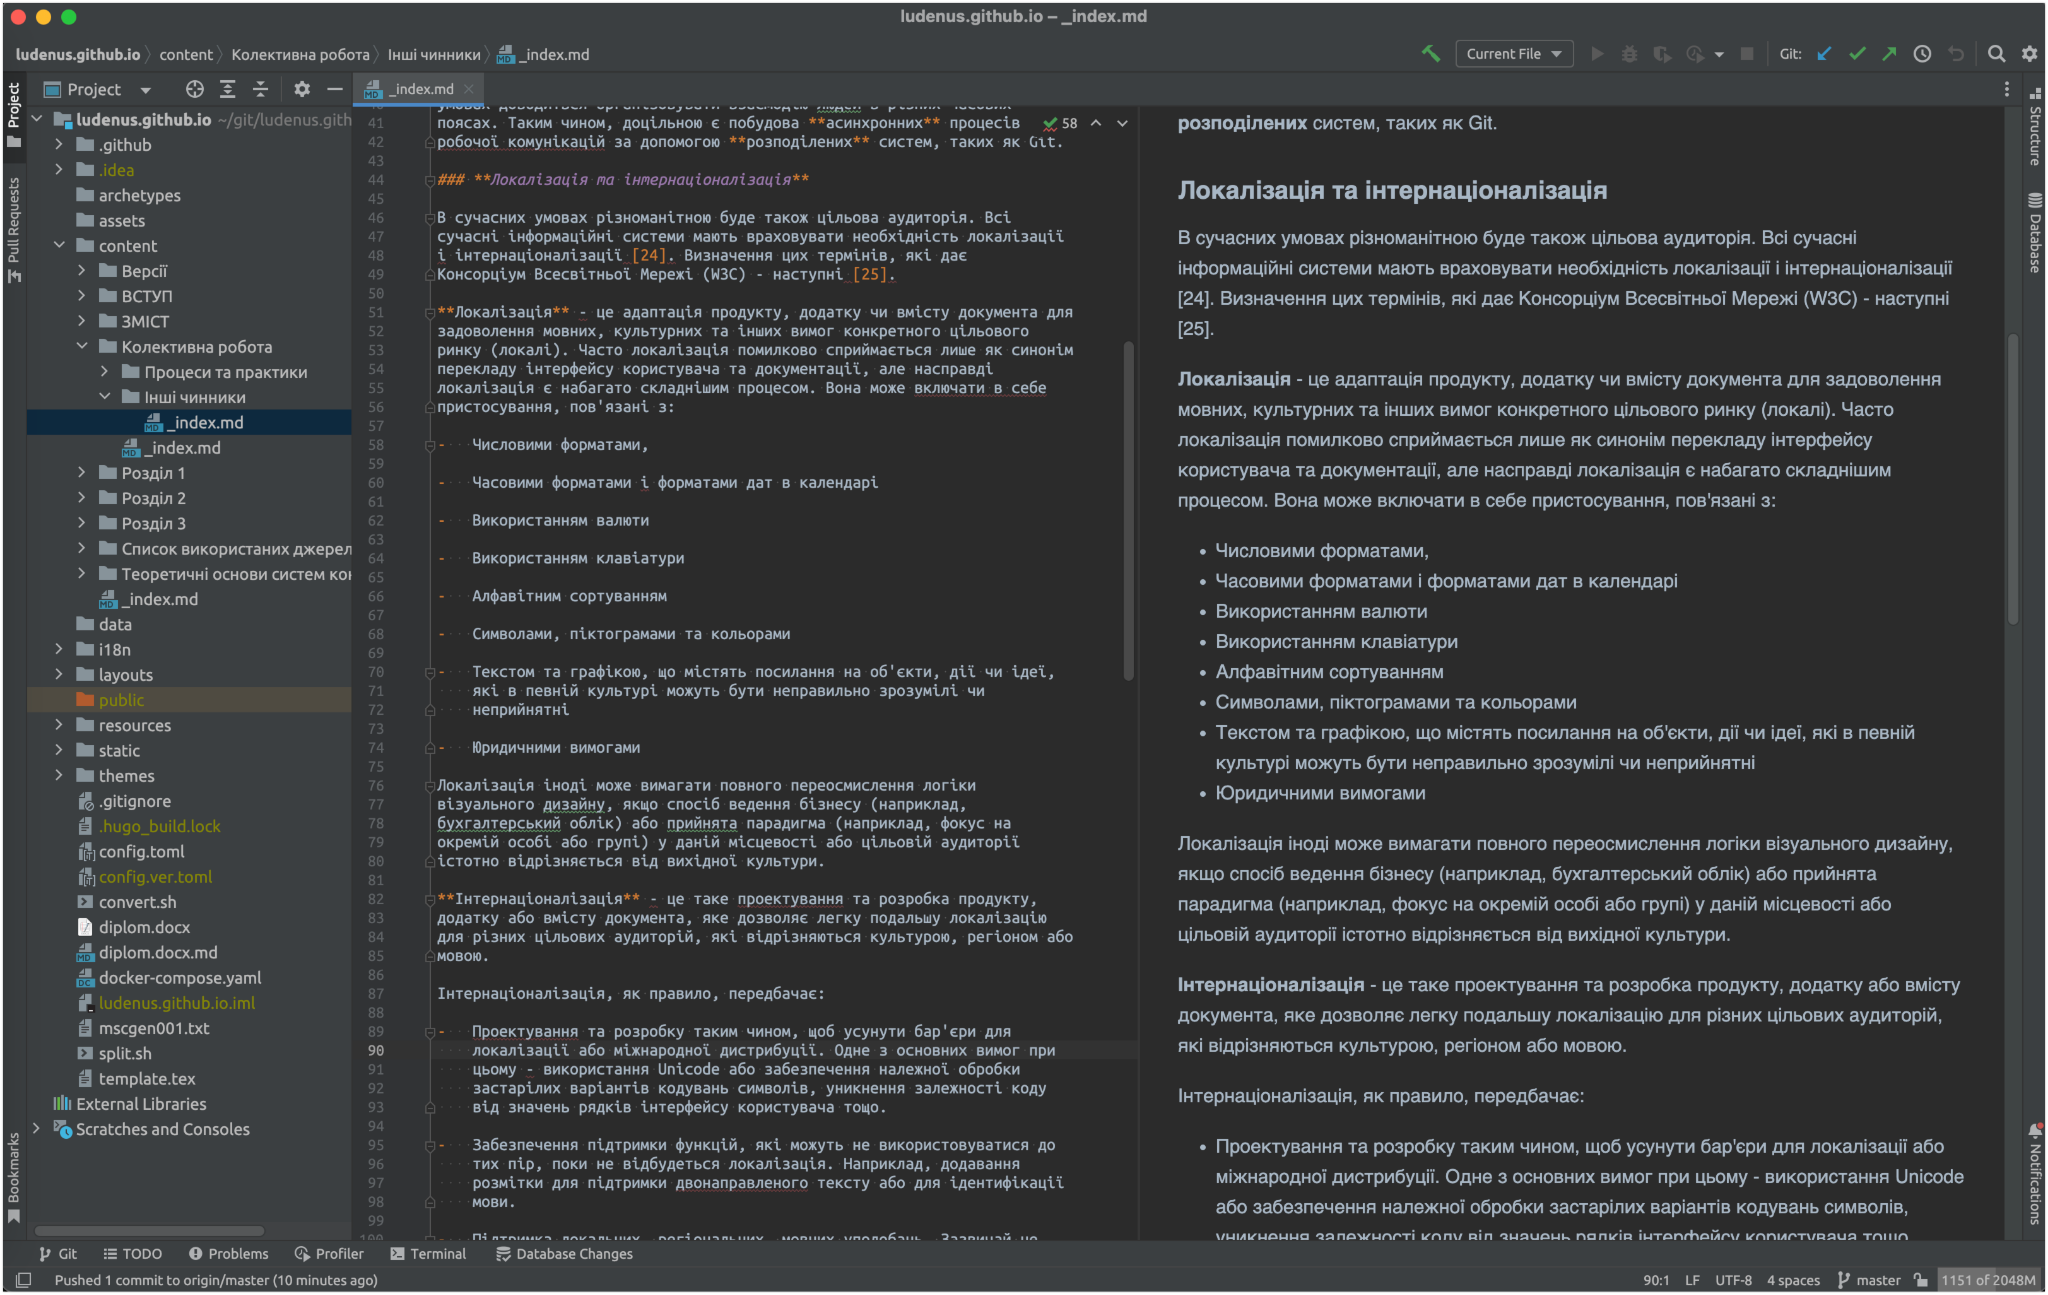 ludenus.github.io – _index.md
ludenus.github.io content Колективна робота Інші чинники _index.md
Current File
Git:
Project
Pull Requests
Bookmarks
Project
ludenus.github.io ~/git/ludenus.gith
.github
.idea
archetypes
assets
content
Версії
ВСТУП
ЗМІСТ
Колективна робота
Процеси та практики
Інші чинники
_index.md
_index.md
Розділ 1
Розділ 2
Розділ 3
Список використаних джерел
Теоретичні основи систем кон
_index.md
data
i18n
layouts
public
resources
static
themes
.gitignore
.hugo_build.lock
config.toml
config.ver.toml
convert.sh
diplom.docx
diplom.docx.md
docker-compose.yaml
ludenus.github.io.iml
mscgen001.txt
split.sh
template.tex
External Libraries
Scratches and Consoles
_index.md
58
40 умовах доводиться організовувати взаємодію людей в різних часових
41 поясах. Таким чином, доцільною є побудова **асинхронних** процесів
42 робочої комунікацій за допомогою **розподілених** систем, таких як Git.
43
44 ### **Локалізація та інтернаціоналізація**
45
46 В сучасних умовах різноманітною буде також цільова аудиторія. Всі
47 сучасні інформаційні системи мають враховувати необхідність локалізації
48 і інтернаціоналізації [24]. Визначення цих термінів, які дає
49 Консорціум Всесвітньої Мережі (W3C) - наступні [25].
50
51 **Локалізація** - це адаптація продукту, додатку чи вмісту документа для
52 задоволення мовних, культурних та інших вимог конкретного цільового
53 ринку (локалі). Часто локалізація помилково сприймається лише як синонім
54 перекладу інтерфейсу користувача та документації, але насправді
55 локалізація є набагато складнішим процесом. Вона може включати в себе
56 пристосування, пов'язані з:
57
58 - Числовими форматами,
59
60 - Часовими форматами і форматами дат в календарі
61
62 - Використанням валюти
63
64 - Використанням клавіатури
65
66 - Алфавітним сортуванням
67
68 - Символами, піктограмами та кольорами
69
70 - Текстом та графікою, що містять посилання на об'єкти, дії чи ідеї,
71 які в певній культурі можуть бути неправильно зрозумілі чи
72 неприйнятні
73
74 - Юридичними вимогами
75
76 Локалізація іноді може вимагати повного переосмислення логіки
77 візуального дизайну, якщо спосіб ведення бізнесу (наприклад,
78 бухгалтерський облік) або прийнята парадигма (наприклад, фокус на
79 окремій особі або групі) у даній місцевості або цільовій аудиторії
80 істотно відрізняється від вихідної культури.
81
82 **Інтернаціоналізація** - це таке проектування та розробка продукту,
83 додатку або вмісту документа, яке дозволяє легку подальшу локалізацію
84 для різних цільових аудиторій, які відрізняються культурою, регіоном або
85 мовою.
86
87 Інтернаціоналізація, як правило, передбачає:
88
89 - Проектування та розробку таким чином, щоб усунути бар'єри для
90 локалізації або міжнародної дистрибуції. Одне з основних вимог при
91 цьому - використання Unicode або забезпечення належної обробки
92 застарілих варіантів кодувань символів, уникнення залежності коду
93 від значень рядків інтерфейсу користувача тощо.
94
95 - Забезпечення підтримки функцій, які можуть не використовуватися до
96 тих пір, поки не відбудеться локалізація. Наприклад, додавання
97 розмітки для підтримки двонаправленого тексту або для ідентифікації
98 мови.
99
100 - Підтримка локальних, регіональних, мовних уподобань. Зазвичай це
розподілених систем, таких як Git.
Локалізація та інтернаціоналізація
В сучасних умовах різноманітною буде також цільова аудиторія. Всі сучасні
інформаційні системи мають враховувати необхідність локалізації і інтернаціоналізації
[24]. Визначення цих термінів, які дає Консорціум Всесвітньої Мережі (W3C) - наступні
[25].
Локалізація - це адаптація продукту, додатку чи вмісту документа для задоволення
мовних, культурних та інших вимог конкретного цільового ринку (локалі). Часто
локалізація помилково сприймається лише як синонім перекладу інтерфейсу
користувача та документації, але насправді локалізація є набагато складнішим
процесом. Вона може включати в себе пристосування, пов'язані з:
• Числовими форматами,
• Часовими форматами і форматами дат в календарі
• Використанням валюти
• Використанням клавіатури
• Алфавітним сортуванням
• Символами, піктограмами та кольорами
• Текстом та графікою, що містять посилання на об'єкти, дії чи ідеї, які в певній
культурі можуть бути неправильно зрозумілі чи неприйнятні
• Юридичними вимогами
Локалізація іноді може вимагати повного переосмислення логіки візуального дизайну,
якщо спосіб ведення бізнесу (наприклад, бухгалтерський облік) або прийнята
парадигма (наприклад, фокус на окремій особі або групі) у даній місцевості або
цільовій аудиторії істотно відрізняється від вихідної культури.
Інтернаціоналізація - це таке проектування та розробка продукту, додатку або вмісту
документа, яке дозволяє легку подальшу локалізацію для різних цільових аудиторій,
які відрізняються культурою, регіоном або мовою.
Інтернаціоналізація, як правило, передбачає:
• Проектування та розробку таким чином, щоб усунути бар'єри для локалізації або
міжнародної дистрибуції. Одне з основних вимог при цьому - використання Unicode
або забезпечення належної обробки застарілих варіантів кодувань символів,
уникнення залежності коду від значень рядків інтерфейсу користувача тощо.
Structure
Database
Notifications
Git TODO Problems Profiler Terminal Database Changes
Pushed 1 commit to origin/master (10 minutes ago)
90:1 LF UTF-8 4 spaces master 1151 of 2048M